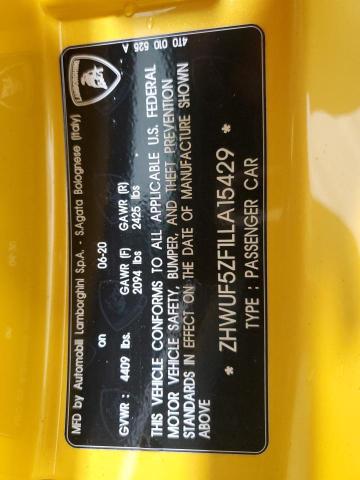 LAMBORGHINI
4T0 010 525 A
MFD by Automobili Lamborghini S.p.A. - S.Agata Bolognese (Italy)
on 06-20
GVWR : 4409 lbs. GAWR (F) GAWR (R)
2094 lbs 2425 lbs
THIS VEHICLE CONFORMS TO ALL APPLICABLE U.S. FEDERAL
MOTOR VEHICLE SAFETY, BUMPER, AND THEFT PREVENTION
STANDARDS IN EFFECT ON THE DATE OF MANUFACTURE SHOWN
ABOVE
* ZHWUF5ZF1LLA15429 *
TYPE : PASSENGER CAR